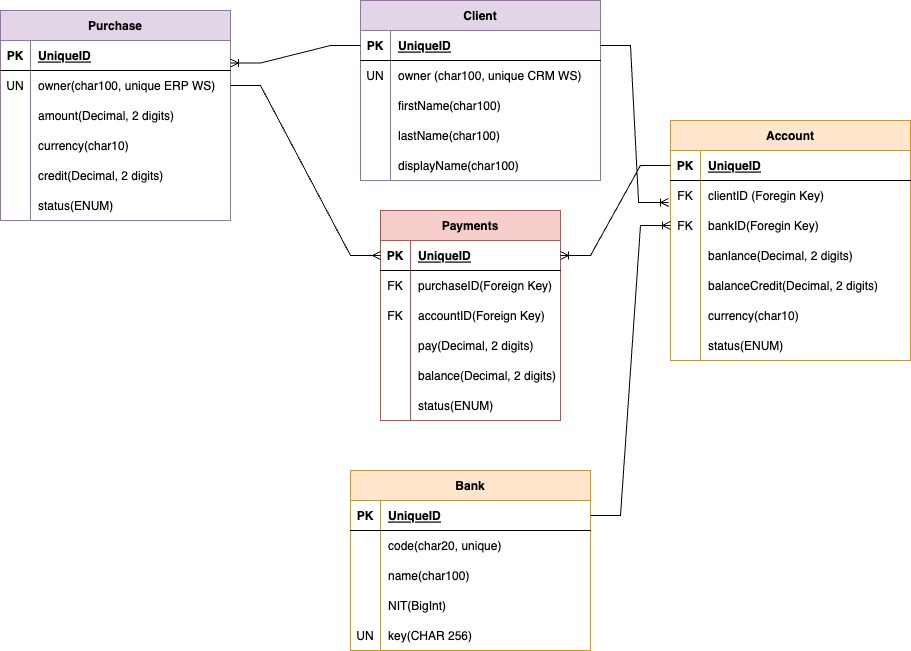 Purchase
PK UniqueID
UN owner(char100, unique ERP WS)
amount(Decimal, 2 digits)
currency(char10)
credit(Decimal, 2 digits)
status(ENUM)
Client
PK UniqueID
UN owner (char100, unique CRM WS)
firstName(char100)
lastName(char100)
displayName(char100)
Account
PK UniqueID
FK clientID (Foregin Key)
FK bankID(Foregin Key)
banlance(Decimal, 2 digits)
balanceCredit(Decimal, 2 digits)
currency(char10)
status(ENUM)
Payments
PK UniqueID
FK purchaseID(Foreign Key)
FK accountID(Foreign Key)
pay(Decimal, 2 digits)
balance(Decimal, 2 digits)
status(ENUM)
Bank
PK UniqueID
code(char20, unique)
name(char100)
NIT(BigInt)
UN key(CHAR 256)